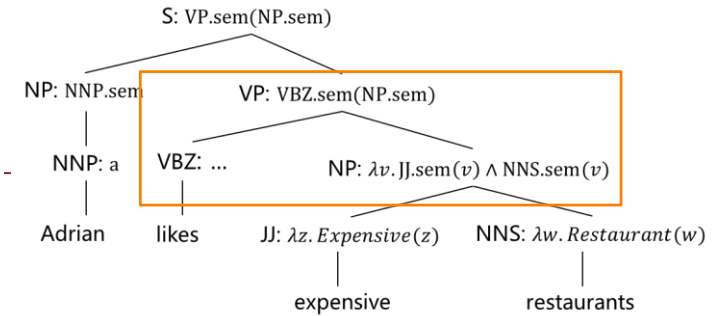 S: VP.sem(NP.sem)
NP: NNP.sem VP: VBZ.sem(NP.sem)
NNP: a VBZ: ... NP: λv.JJ.sem(v) ∧ NNS.sem(v)
Adrian likes JJ: λz.Expensive(z) NNS: λw.Restaurant(w)
expensive restaurants